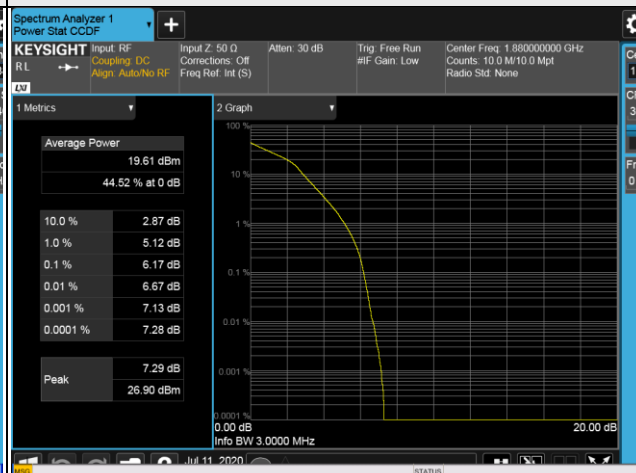 Spectrum Analyzer 1
Power Stat CCDF
+
KEYSIGHT
RL
LXI
Input: RF
Coupling: DC
Align: Auto/No RF
Input Z: 50 Ω
Corrections: Off
Freq Ref: Int (S)
Atten: 30 dB
Trig: Free Run
#IF Gain: Low
Center Freq: 1.880000000 GHz
Counts: 10.0 M/10.0 Mpt
Radio Std: None
1 Metrics
Average Power
19.61 dBm
44.52 % at 0 dB
10.0 % 2.87 dB
1.0 % 5.12 dB
0.1 % 6.17 dB
0.01 % 6.67 dB
0.001 % 7.13 dB
0.0001 % 7.28 dB
Peak
7.29 dB
26.90 dBm
2 Graph
100 %
10 %
1 %
0.1 %
0.01 %
0.001 %
0.0001 %
0.00 dB 20.00 dB
Info BW 3.0000 MHz
Jul 11, 2020
MSG
STATUS